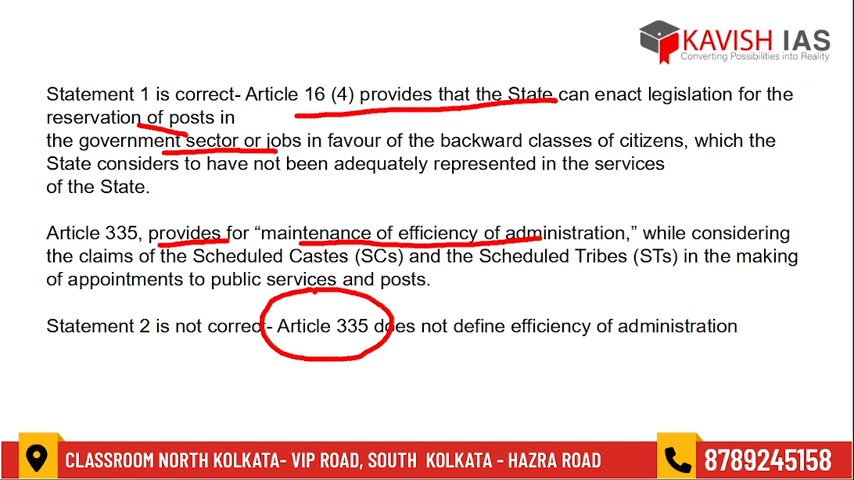 KAVISH IAS
Converting Possibilities into Reality
Statement 1 is correct- Article 16 (4) provides that the State can enact legislation for the
reservation of posts in
the government sector or jobs in favour of the backward classes of citizens, which the
State considers to have not been adequately represented in the services
of the State.
Article 335, provides for “maintenance of efficiency of administration,” while considering
the claims of the Scheduled Castes (SCs) and the Scheduled Tribes (STs) in the making
of appointments to public services and posts.
Statement 2 is not correct- Article 335 does not define efficiency of administration
CLASSROOM NORTH KOLKATA- VIP ROAD, SOUTH KOLKATA - HAZRA ROAD
8789245158